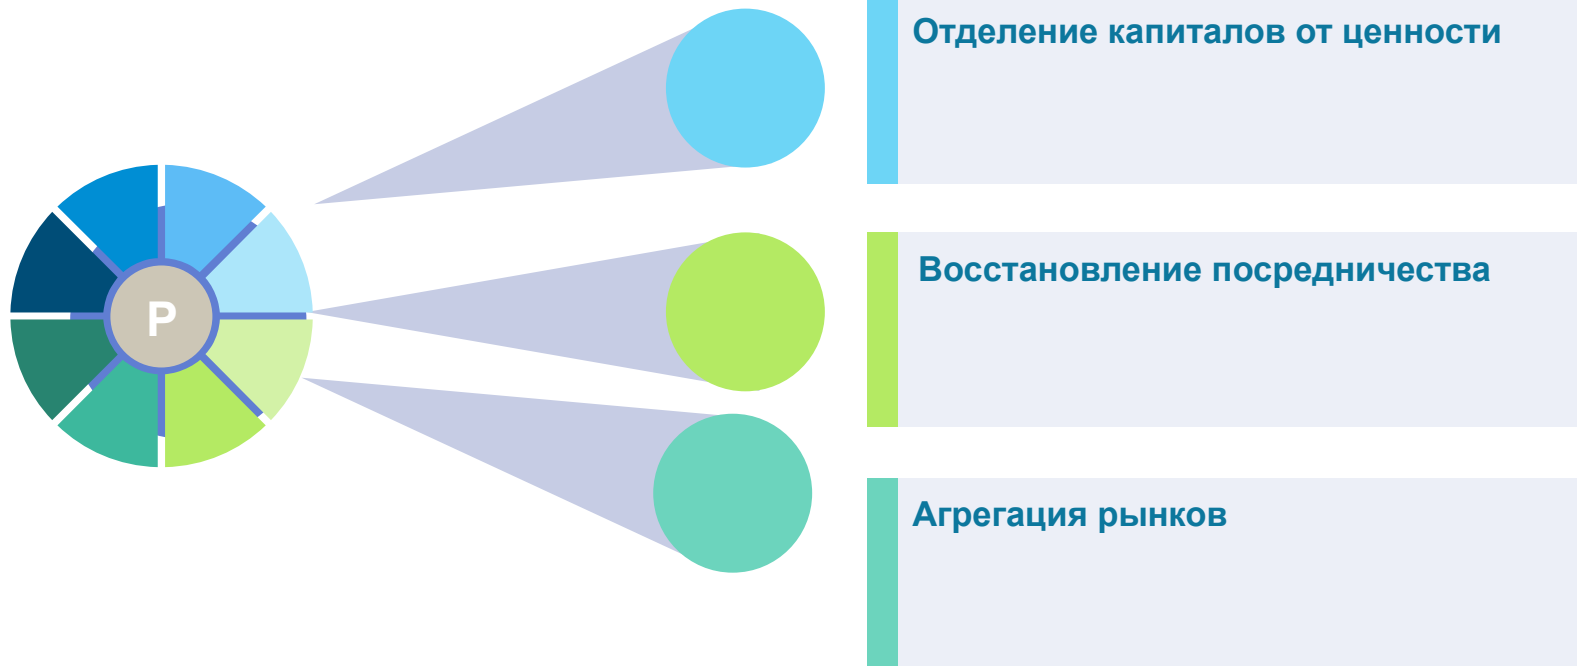 Отделение капиталов от ценности
Восстановление посредничества
P
Агрегация рынков